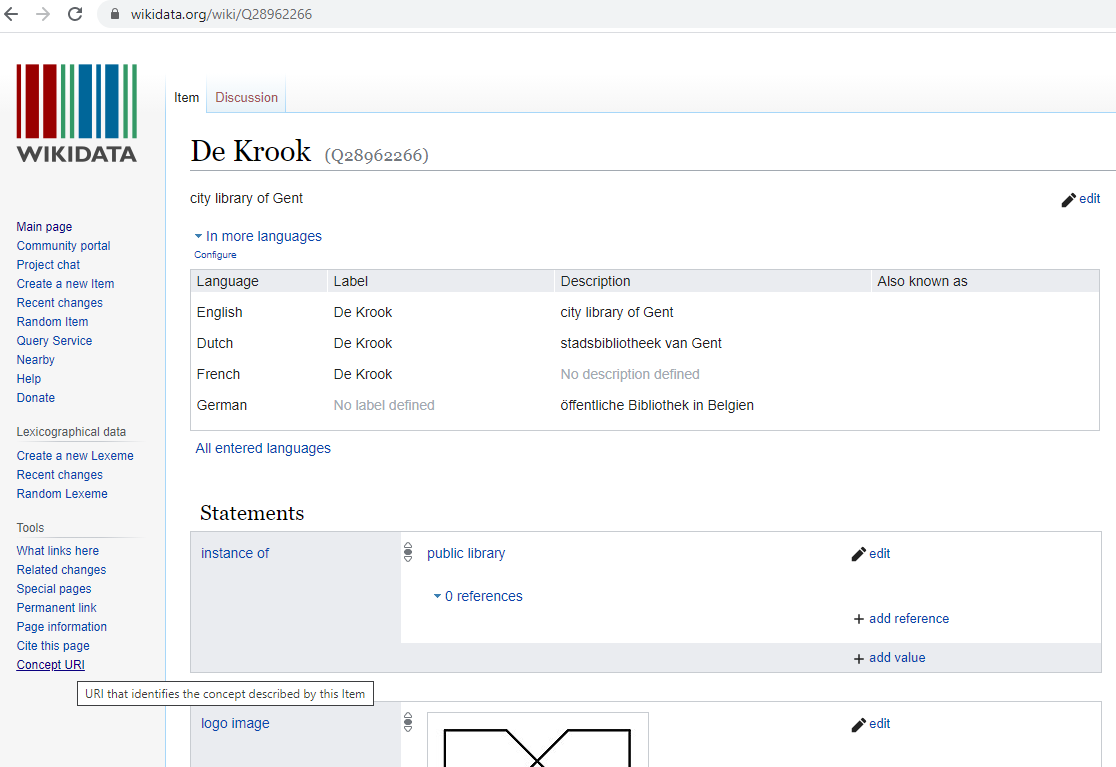 wikidata.org/wiki/Q28962266
WIKIDATA
Item Discussion
De Krook (Q28962266)
city library of Gent
edit
In more languages
Configure
Language Label Description Also known as
English De Krook city library of Gent
Dutch De Krook stadsbibliotheek van Gent
French De Krook No description defined
German No label defined öffentliche Bibliothek in Belgien
All entered languages
Main page
Community portal
Project chat
Create a new Item
Recent changes
Random Item
Query Service
Nearby
Help
Donate
Lexicographical data
Create a new Lexeme
Recent changes
Random Lexeme
Tools
What links here
Related changes
Special pages
Permanent link
Page information
Cite this page
Concept URI
URI that identifies the concept described by this Item
Statements
instance of public library edit
0 references
+ add reference
+ add value
logo image edit